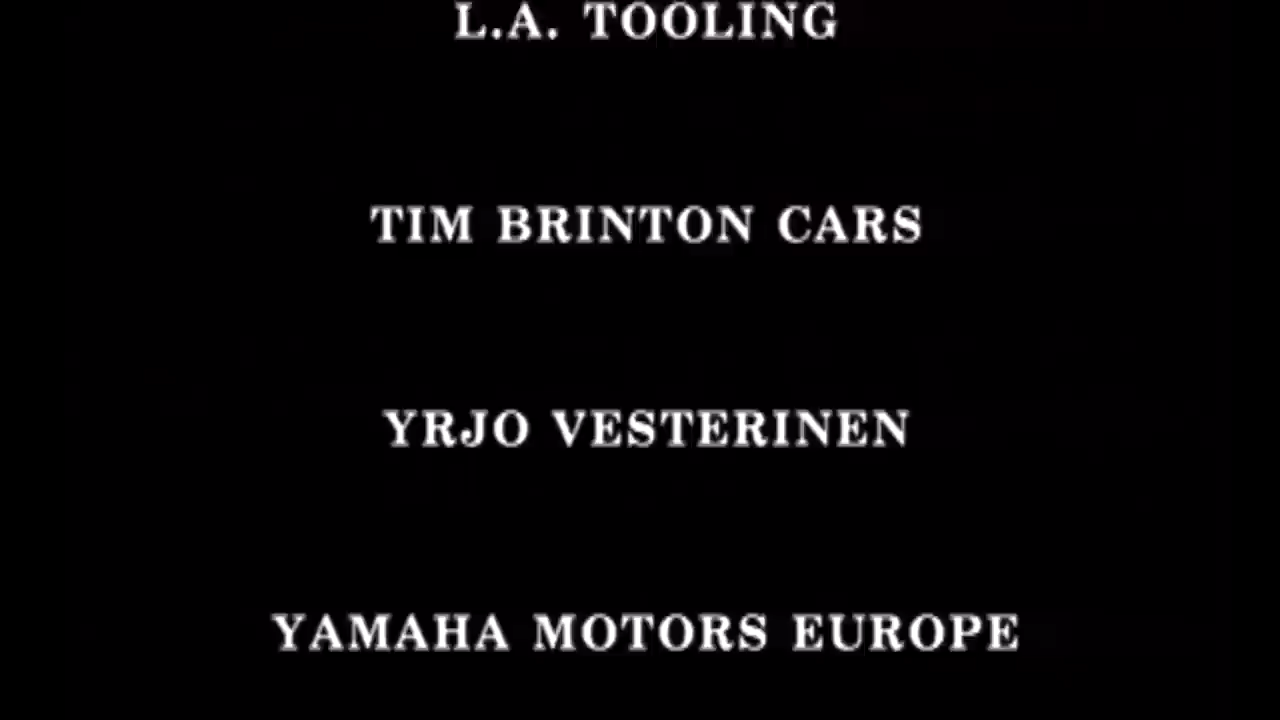 L.A. TOOLING
TIM BRINTON CARS
YRJO VESTERINEN
YAMAHA MOTORS EUROPE